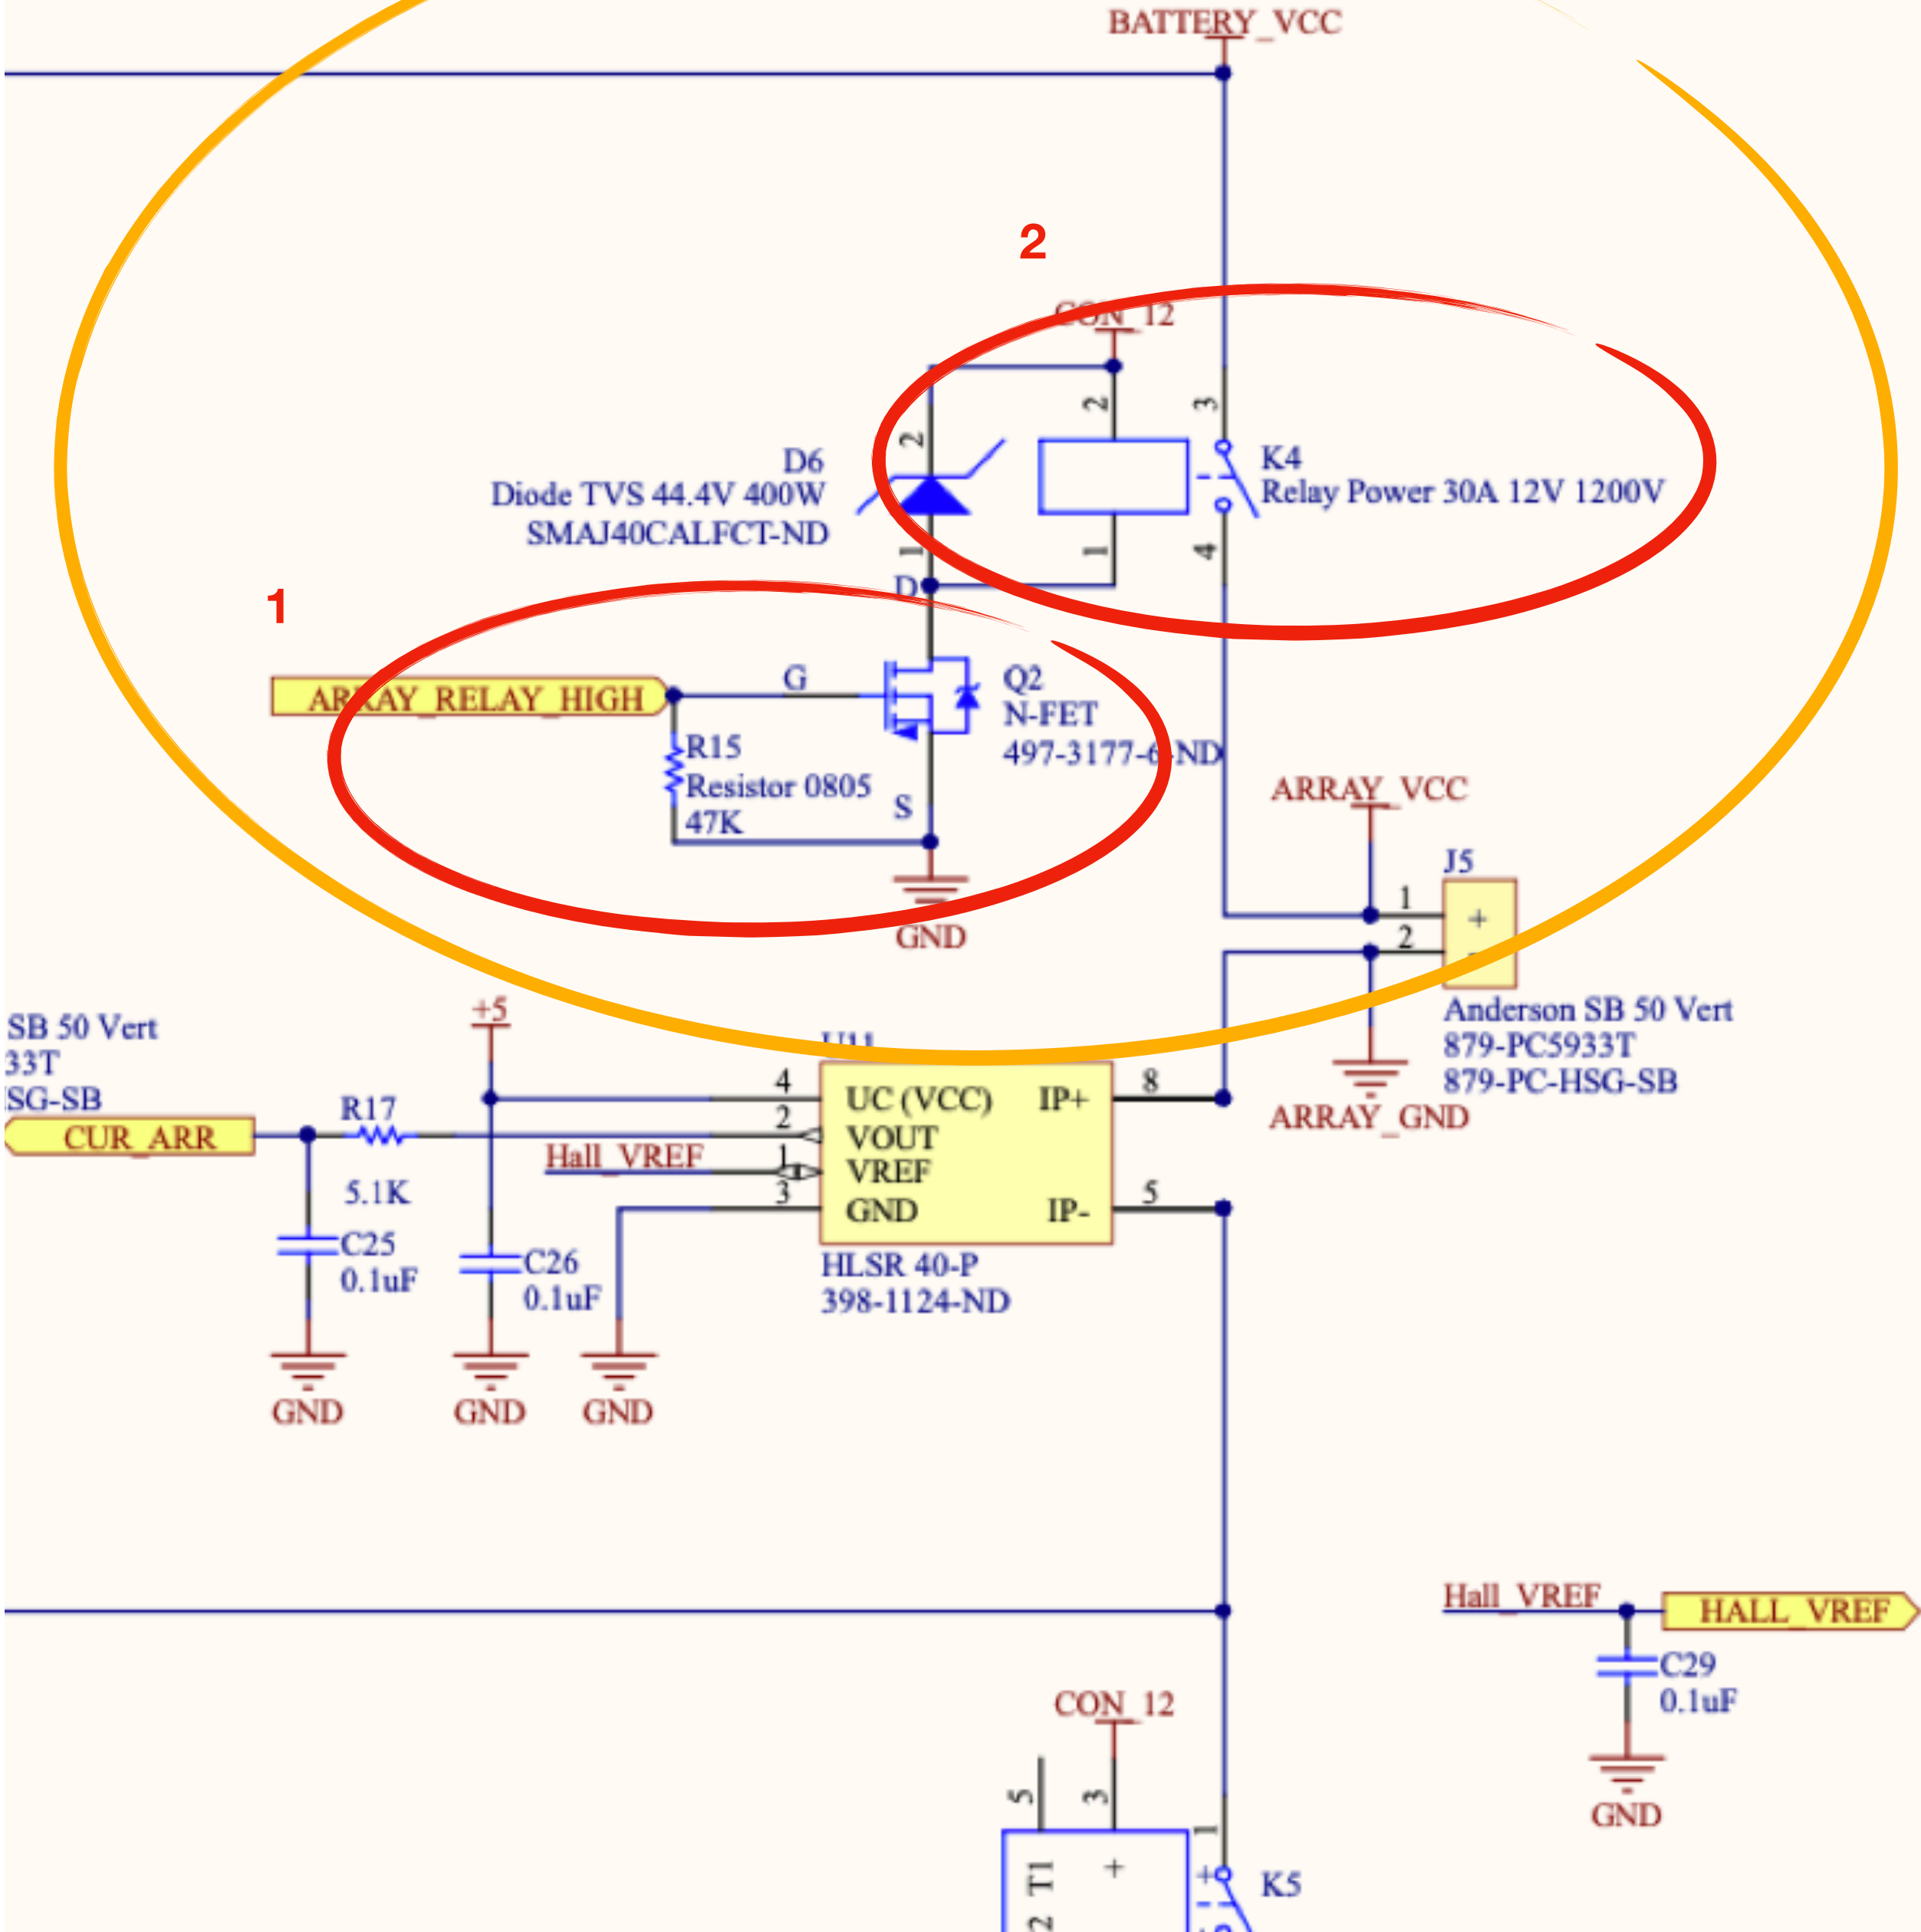 BATTERY_VCC
2
CON_12
2
3
2
D6
Diode TVS 44.4V 400W
SMAJ40CALFCT-ND
K4
Relay Power 30A 12V 1200V
1
1
4
D
1
ARRAY_RELAY_HIGH
G
Q2
N-FET
497-3177-6-ND
R15
Resistor 0805
47K
S
GND
ARRAY_VCC
J5
1
+
2
-
Anderson SB 50 Vert
879-PC5933T
879-PC-HSG-SB
ARRAY_GND
+5
SB 50 Vert
33T
HSG-SB
CUR_ARR
R17
5.1K
Hall_VREF
U11
4
UC (VCC)
IP+
8
2
VOUT
1
VREF
3
GND
IP-
5
HLSR 40-P
398-1124-ND
C25
0.1uF
C26
0.1uF
GND
GND
GND
Hall_VREF
HALL_VREF
C29
0.1uF
GND
CON_12
5
3
1
T1
+
+
K5
2